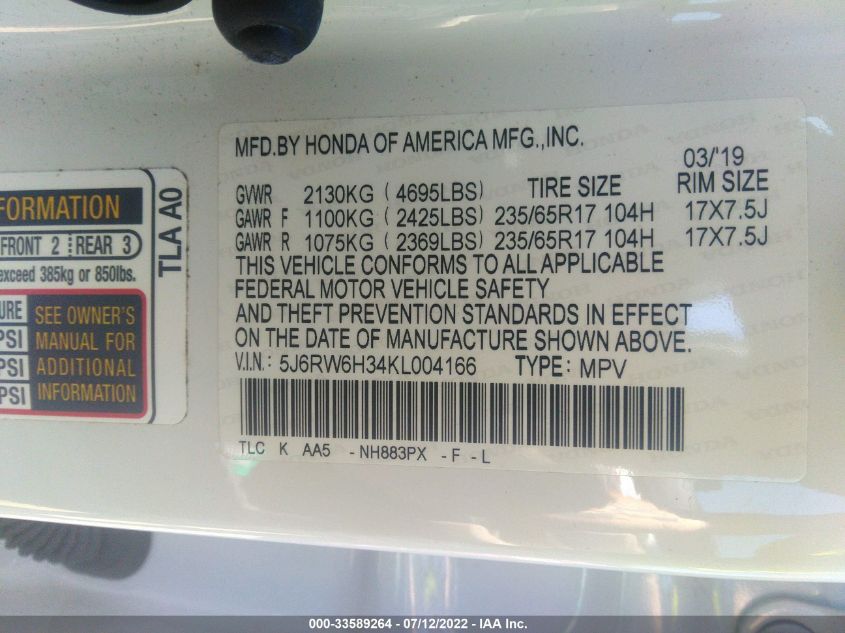 MFD.BY HONDA OF AMERICA MFG.,INC.
03/'19
GVWR 2130KG (4695LBS) TIRE SIZE RIM SIZE
GAWR F 1100KG (2425LBS) 235/65R17 104H 17X7.5J
GAWR R 1075KG (2369LBS) 235/65R17 104H 17X7.5J
THIS VEHICLE CONFORMS TO ALL APPLICABLE
FEDERAL MOTOR VEHICLE SAFETY
AND THEFT PREVENTION STANDARDS IN EFFECT
ON THE DATE OF MANUFACTURE SHOWN ABOVE.
V.I.N.: 5J6RW6H34KL004166 TYPE: MPV
TLC K AA5 -NH883PX -F -L
FORMATION
FRONT 2 REAR 3
exceed 385kg or 850lbs.
URE
PSI
PSI
PSI
SEE OWNER'S
MANUAL FOR
ADDITIONAL
INFORMATION
TLA A0
000-33589264 - 07/12/2022 - IAA Inc.